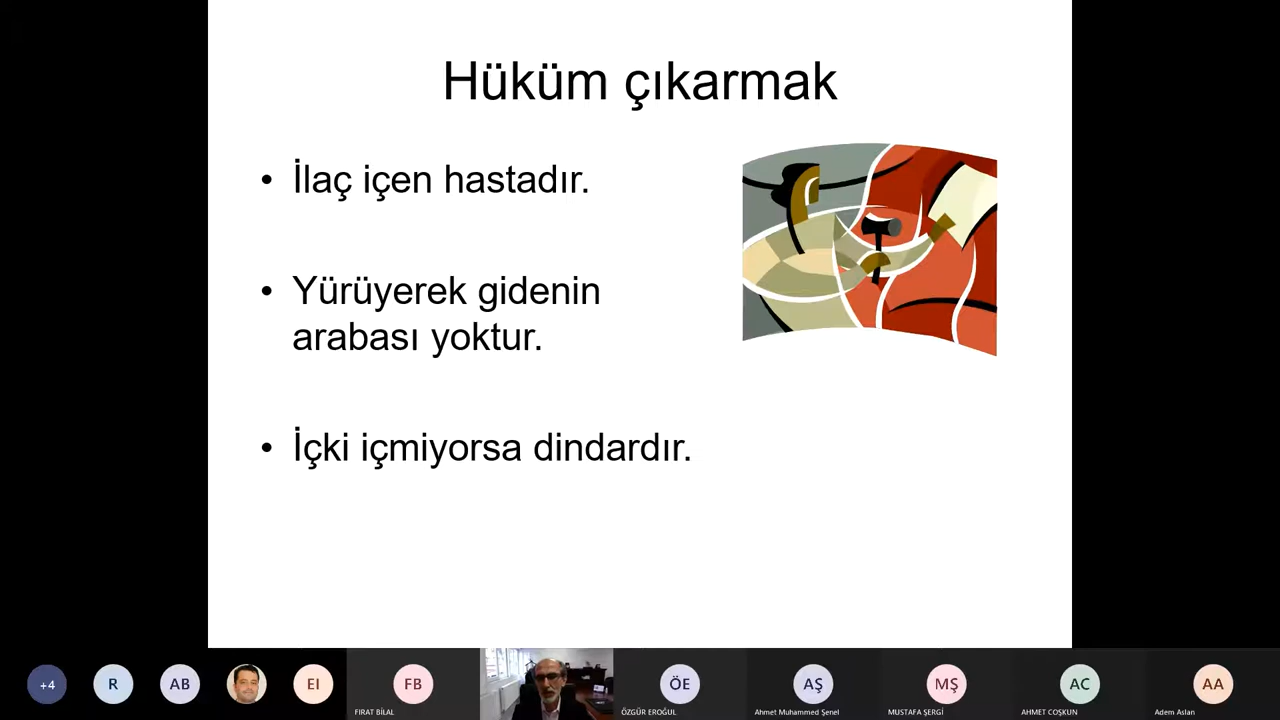 Hüküm çıkarmak
• İlaç içen hastadır.
• Yürüyerek gidenin
arabası yoktur.
• İçki içmiyorsa dindardır.
+4
R
AB
EI
FB
FIRAT BİLAL
ÖE
ÖZGÜR EROĞUL
AŞ
Ahmet Muhammed Şenel
MŞ
MUSTAFA ŞERGİ
AC
AHMET COŞKUN
AA
Adem Aslan